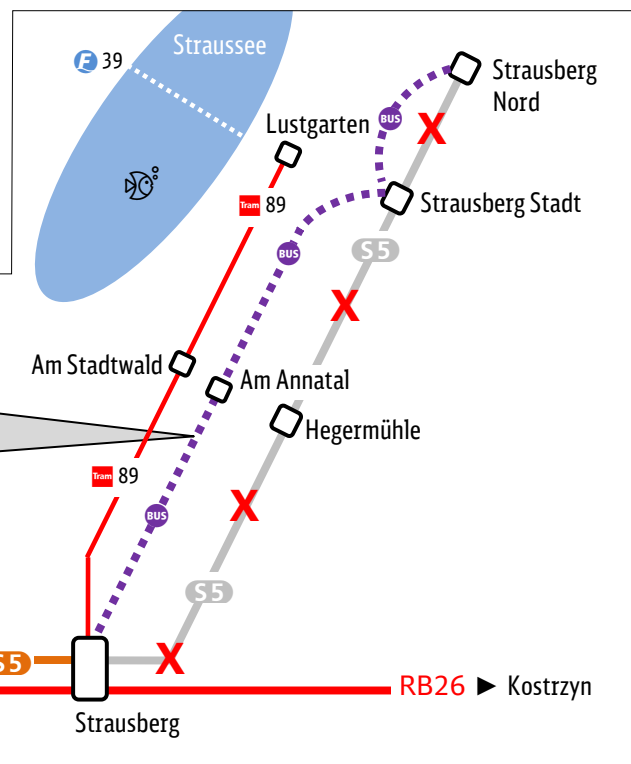 Straussee
F 39
Strausberg
Nord
BUS
Lustgarten
X
Tram 89
Strausberg Stadt
S5
BUS
X
Am Stadtwald
Am Annatal
Hegermühle
Tram 89
X
BUS
S5
S5
X
RB26 ► Kostrzyn
Strausberg